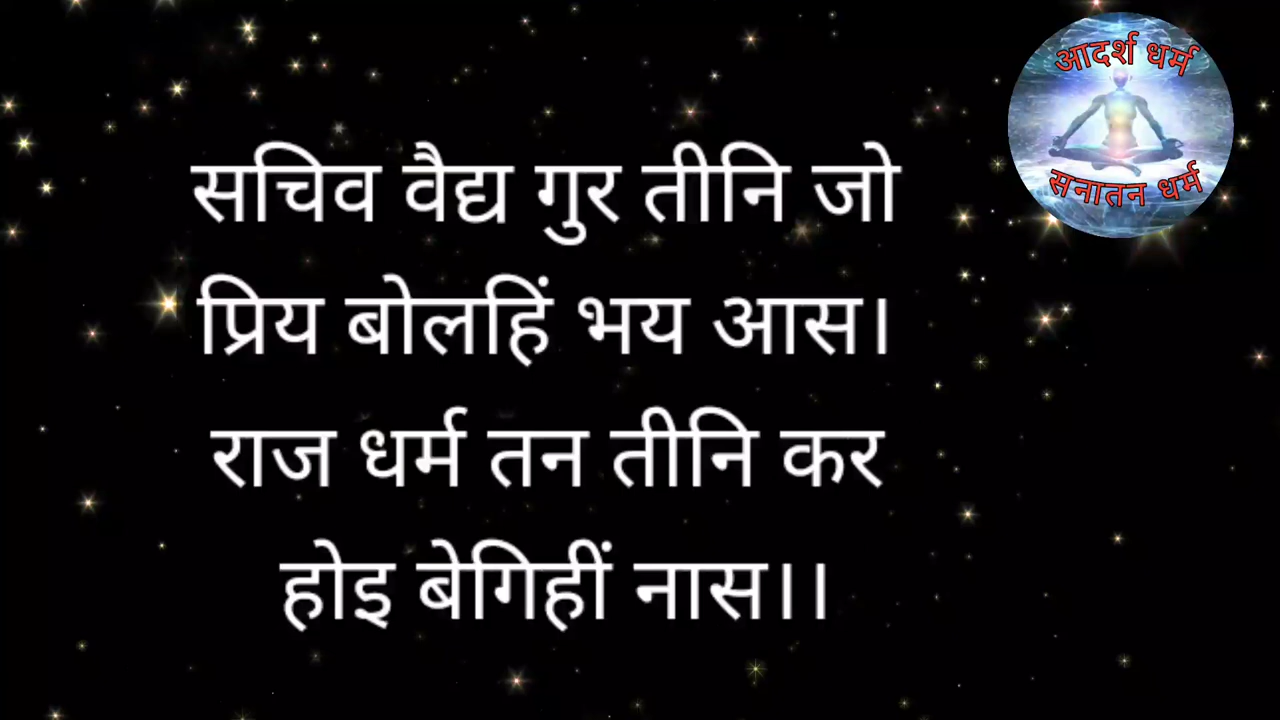 आदर्श धर्म
सनातन धर्म
सचिव वैद्य गुर तीनि जो
प्रिय बोलहिं भय आस।
राज धर्म तन तीनि कर
होइ बेगिहीं नास।।